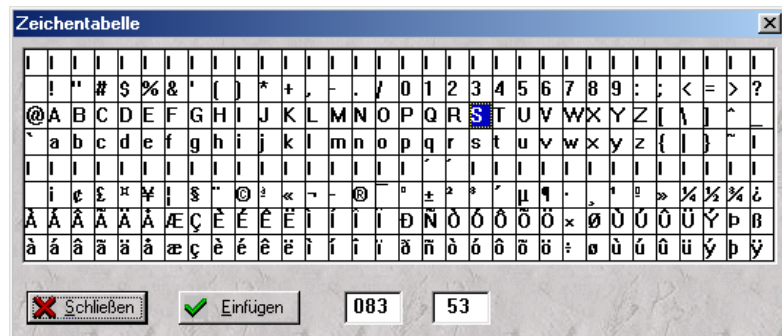 Zeichentabelle
I I I I I I I I I I I I I I I I I I I I I I I I I I I I I I I I
! " # $ % & ' ( ) * + , - . / 0 1 2 3 4 5 6 7 8 9 : ; < = > ?
@ A B C D E F G H I J K L M N O P Q R S T U V W X Y Z [ \ ] ^ _
` a b c d e f g h i j k l m n o p q r s t u v w x y z { | } ~ I
I I I I I I I I I I I I I I I I I ´ ´ I I I I I I I I I I I I I
¡ ¢ £ ¤ ¥ ¦ § ¨ © ª « ¬ - ® ¯ ° ± ² ³ ´ µ ¶ · ¸ ¹ º » ¼ ½ ¾ ¿
À Á Â Ã Ä Å Æ Ç È É Ê Ë Ì Í Î Ï Ð Ñ Ò Ó Ô Õ Ö × Ø Ù Ú Û Ü Ý Þ ß
à á â ã ä å æ ç è é ê ë ì í î ï ð ñ ò ó ô õ ö ÷ ø ù ú û ü ý þ ÿ
Schließen Einfügen 083 53